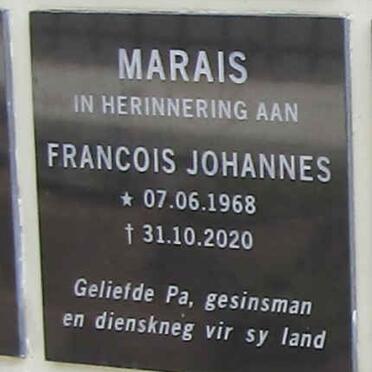 MARAIS
IN HERINNERING AAN
FRANCOIS JOHANNES
★ 07.06.1968
† 31.10.2020
Geliefde Pa, gesinsman
en dienskneg vir sy land